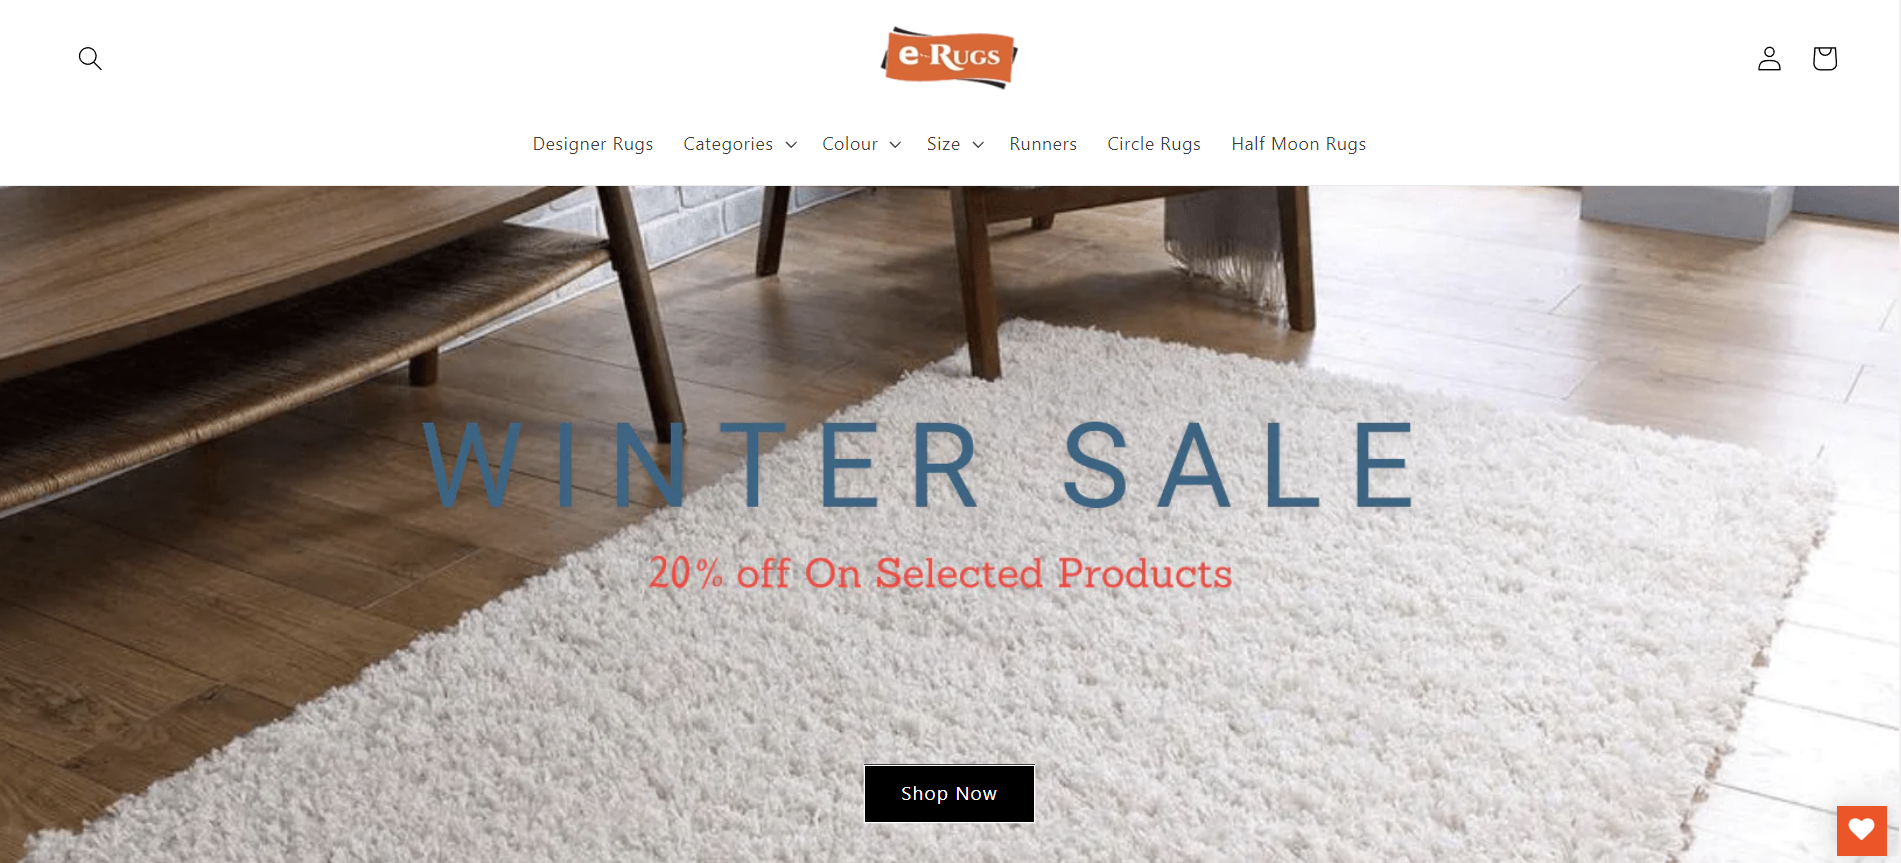 e-Rugs
Designer Rugs Categories Colour Size Runners Circle Rugs Half Moon Rugs
WINTER SALE
20% off On Selected Products
Shop Now